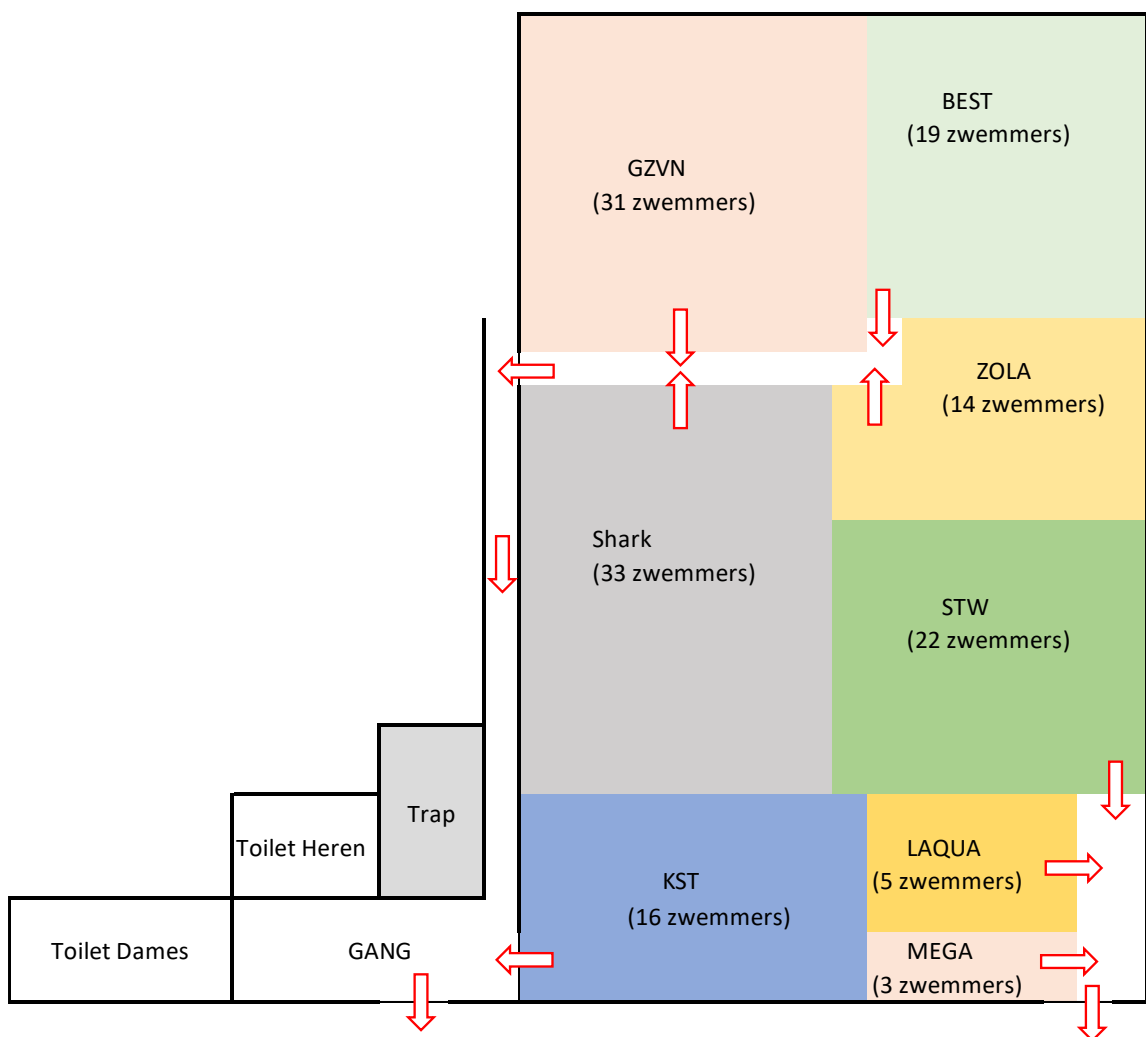 BEST
(19 zwemmers)
GZVN
(31 zwemmers)
ZOLA
(14 zwemmers)
Shark
(33 zwemmers)
STW
(22 zwemmers)
Trap
Toilet Heren
LAQUA
(5 zwemmers)
KST
(16 zwemmers)
Toilet Dames
GANG
MEGA
(3 zwemmers)